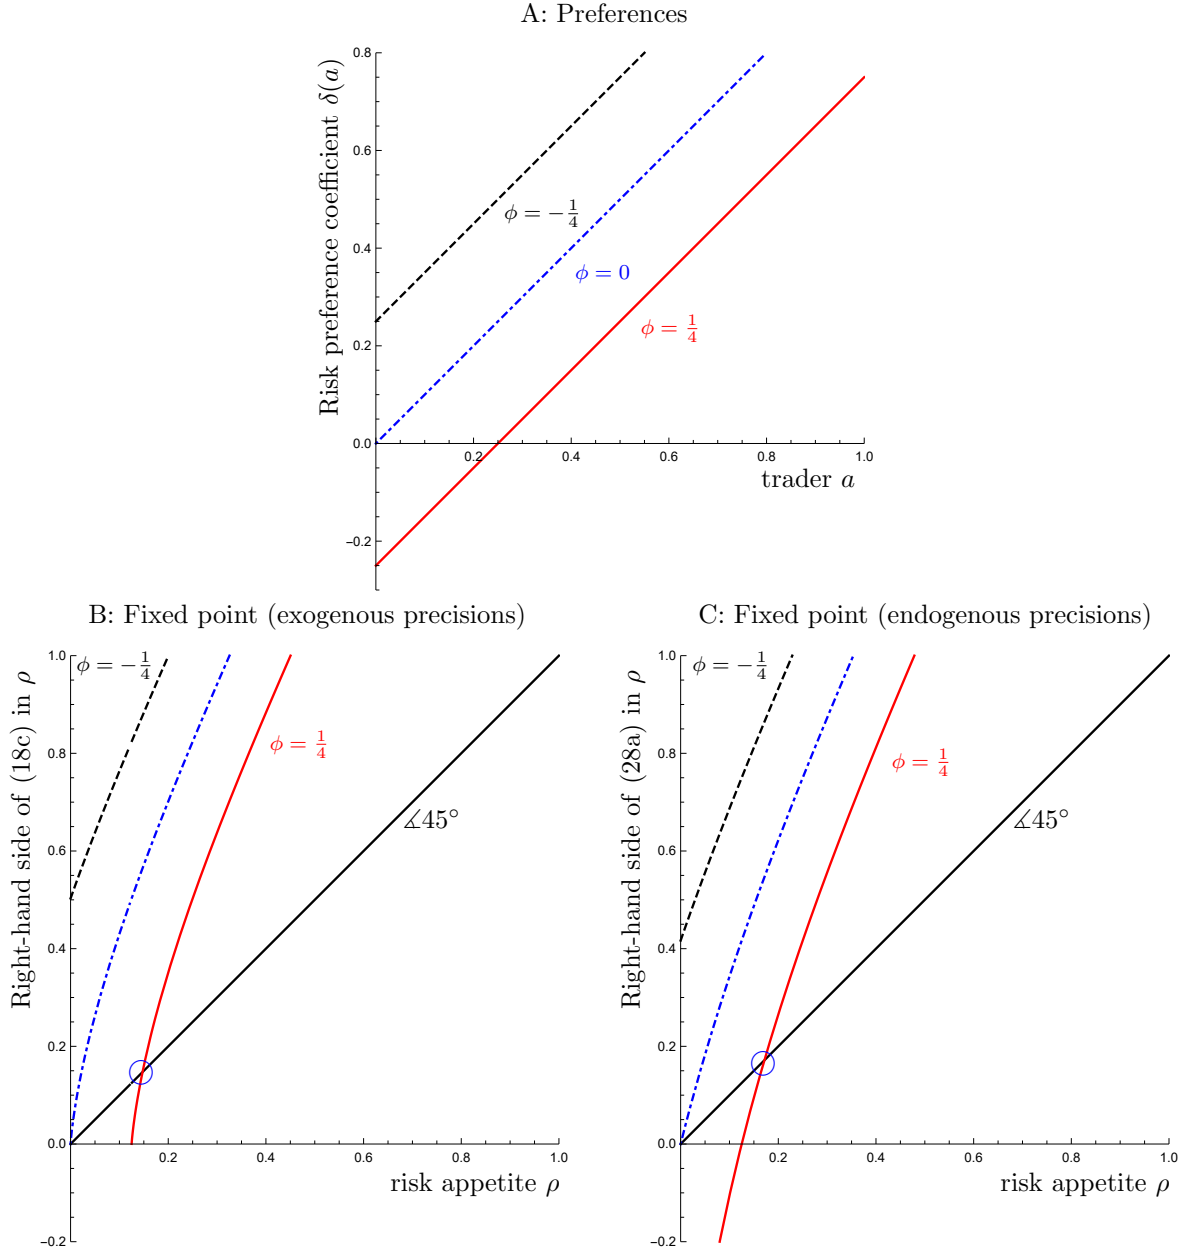 A: Preferences
Risk preference coefficient δ(a)
0.8
0.6
0.4
0.2
0.0
−0.2
0.2 0.4 0.6 0.8 1.0
trader a
ϕ = −1/4
ϕ = 0
ϕ = 1/4
B: Fixed point (exogenous precisions)
Right-hand side of (18c) in ρ
1.0
0.8
0.6
0.4
0.2
0.0
−0.2
0.2 0.4 0.6 0.8 1.0
risk appetite ρ
ϕ = −1/4
ϕ = 1/4
∡45°
C: Fixed point (endogenous precisions)
Right-hand side of (28a) in ρ
1.0
0.8
0.6
0.4
0.2
0.0
−0.2
0.2 0.4 0.6 0.8 1.0
risk appetite ρ
ϕ = −1/4
ϕ = 1/4
∡45°